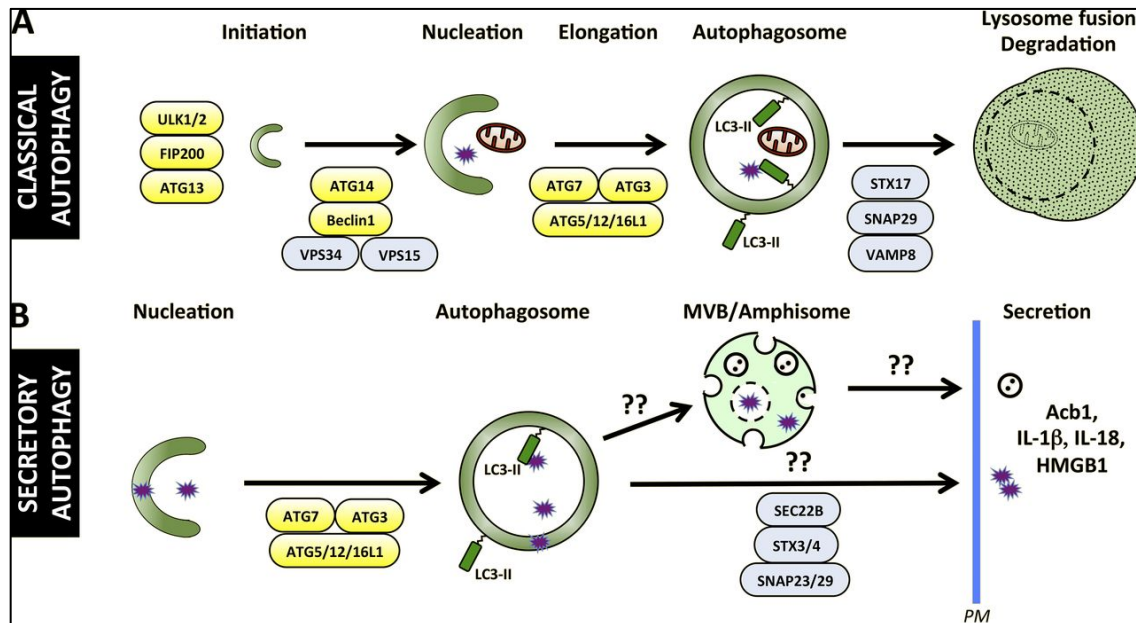 A
CLASSICAL
AUTOPHAGY
Initiation
Nucleation
Elongation
Autophagosome
Lysosome fusion
Degradation
ULK1/2
FIP200
ATG13
ATG14
Beclin1
VPS34
VPS15
ATG7
ATG3
ATG5/12/16L1
LC3-II
LC3-II
STX17
SNAP29
VAMP8
B
SECRETORY
AUTOPHAGY
Nucleation
Autophagosome
MVB/Amphisome
Secretion
ATG7
ATG3
ATG5/12/16L1
LC3-II
LC3-II
??
??
??
SEC22B
STX3/4
SNAP23/29
Acb1,
IL-1β, IL-18,
HMGB1
PM